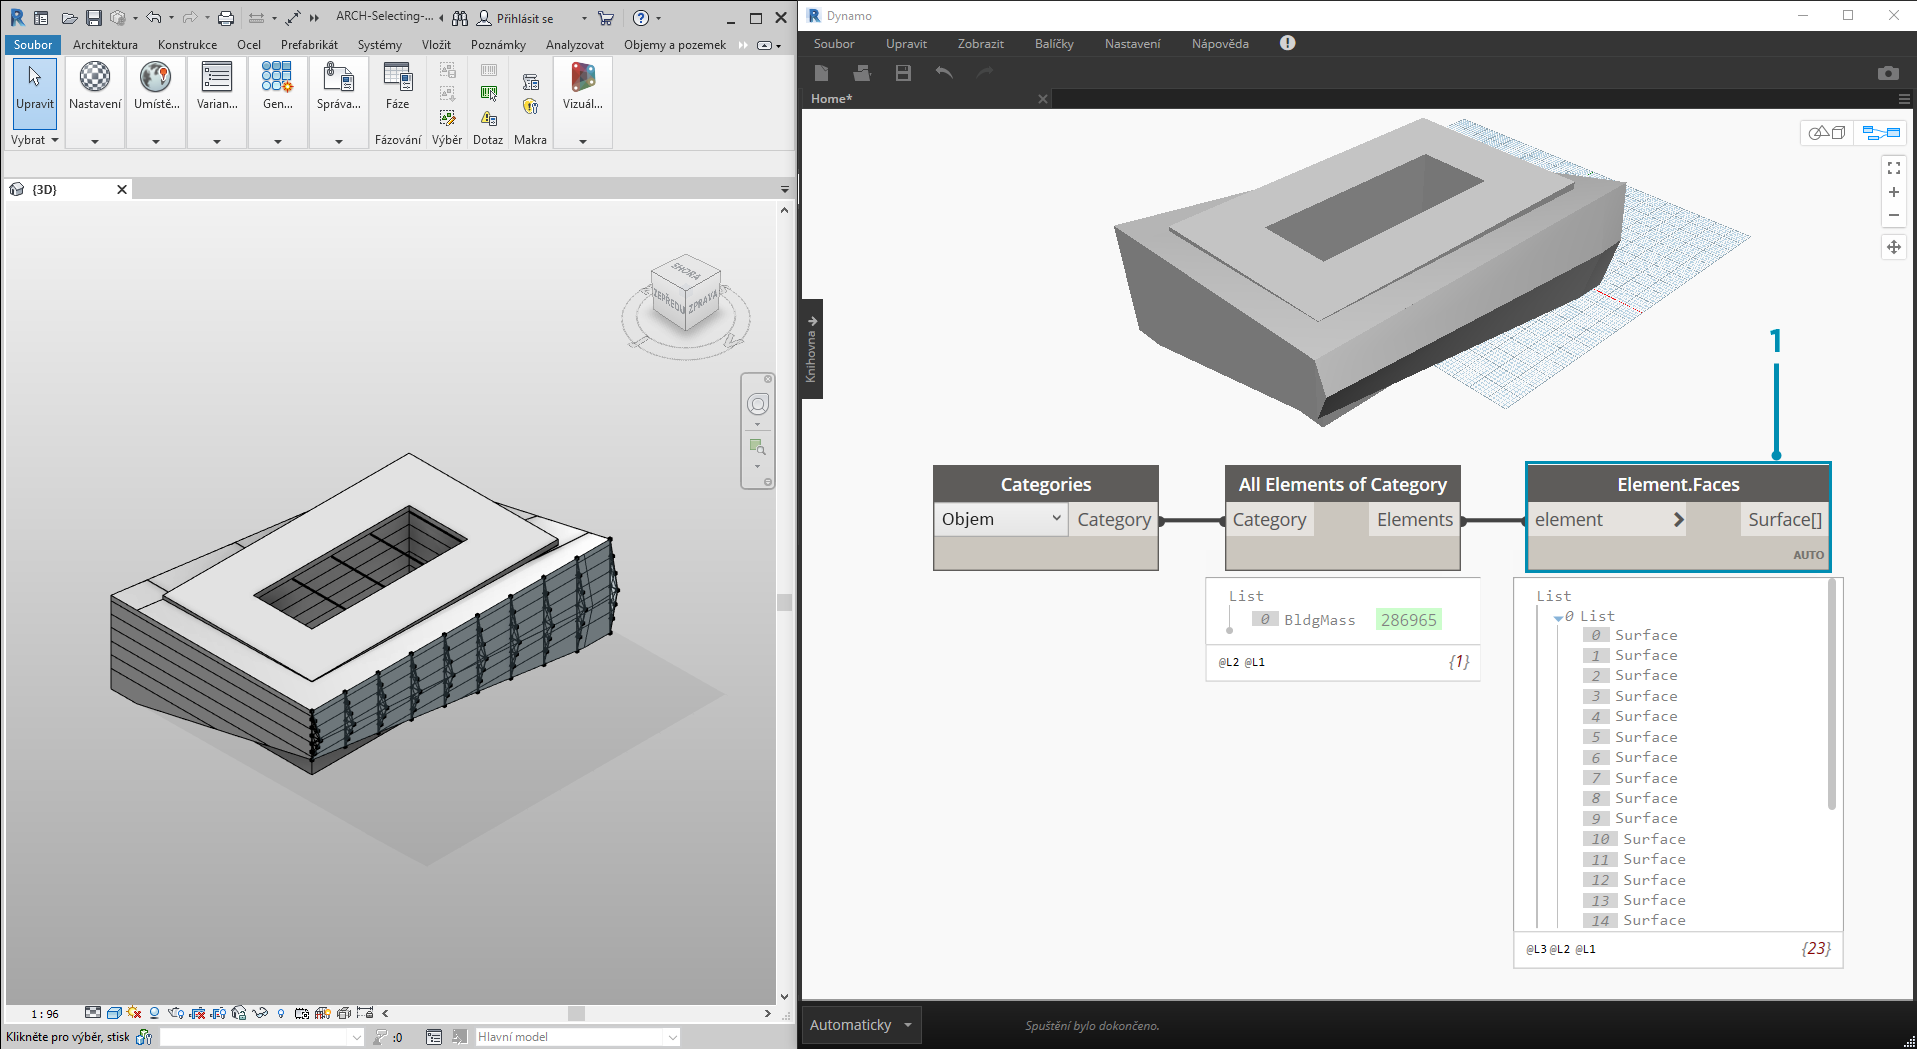 ARCH-Selecting-...
Přihlásit se
Soubor
Architektura
Konstrukce
Ocel
Prefabrikát
Systémy
Vložit
Poznámky
Analyzovat
Objemy a pozemek
Upravit
Nastavení
Umísté...
Varian...
Gen...
Správa...
Fáze
Vizuál...
Vybrat
Fázování
Výběr
Dotaz
Makra
{3D}
SHORA
ZEPŘEDU
ZPRAVA
J
V
1 : 96
Klikněte pro výběr, stisk
:0
Hlavní model
Dynamo
Soubor
Upravit
Zobrazit
Balíčky
Nastavení
Nápověda
Home*
Knihovna
1
Categories
Objem
Category
All Elements of Category
Category
Elements
Element.Faces
element
Surface[]
AUTO
List
0 BldgMass 286965
@L2 @L1
{1}
List
0 List
0 Surface
1 Surface
2 Surface
3 Surface
4 Surface
5 Surface
6 Surface
7 Surface
8 Surface
9 Surface
10 Surface
11 Surface
12 Surface
13 Surface
14 Surface
@L3 @L2 @L1
{23}
Automaticky
Spuštění bylo dokončeno.